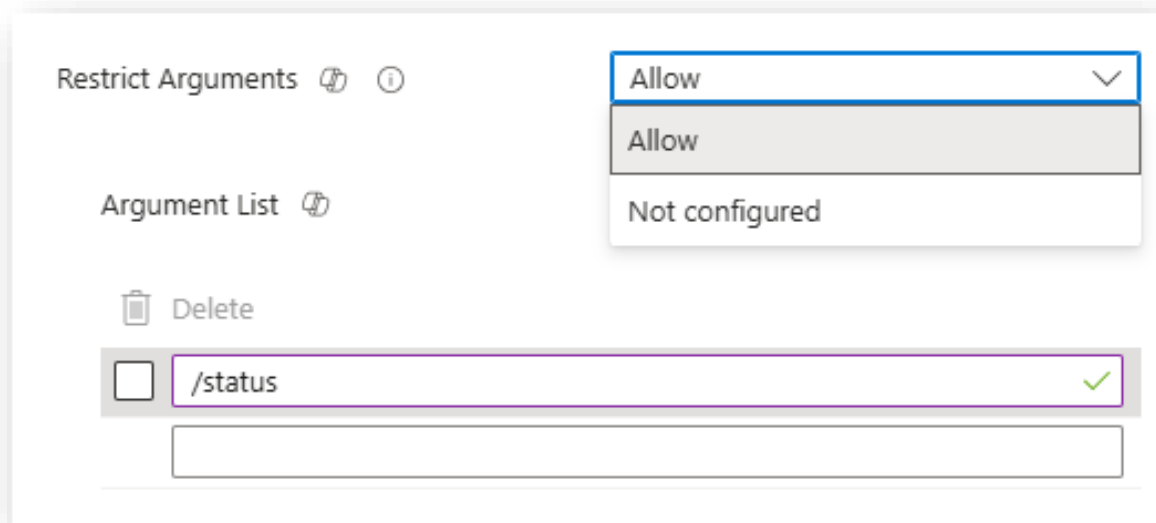 Restrict Arguments
Allow
Allow
Not configured
Argument List
Delete
/status